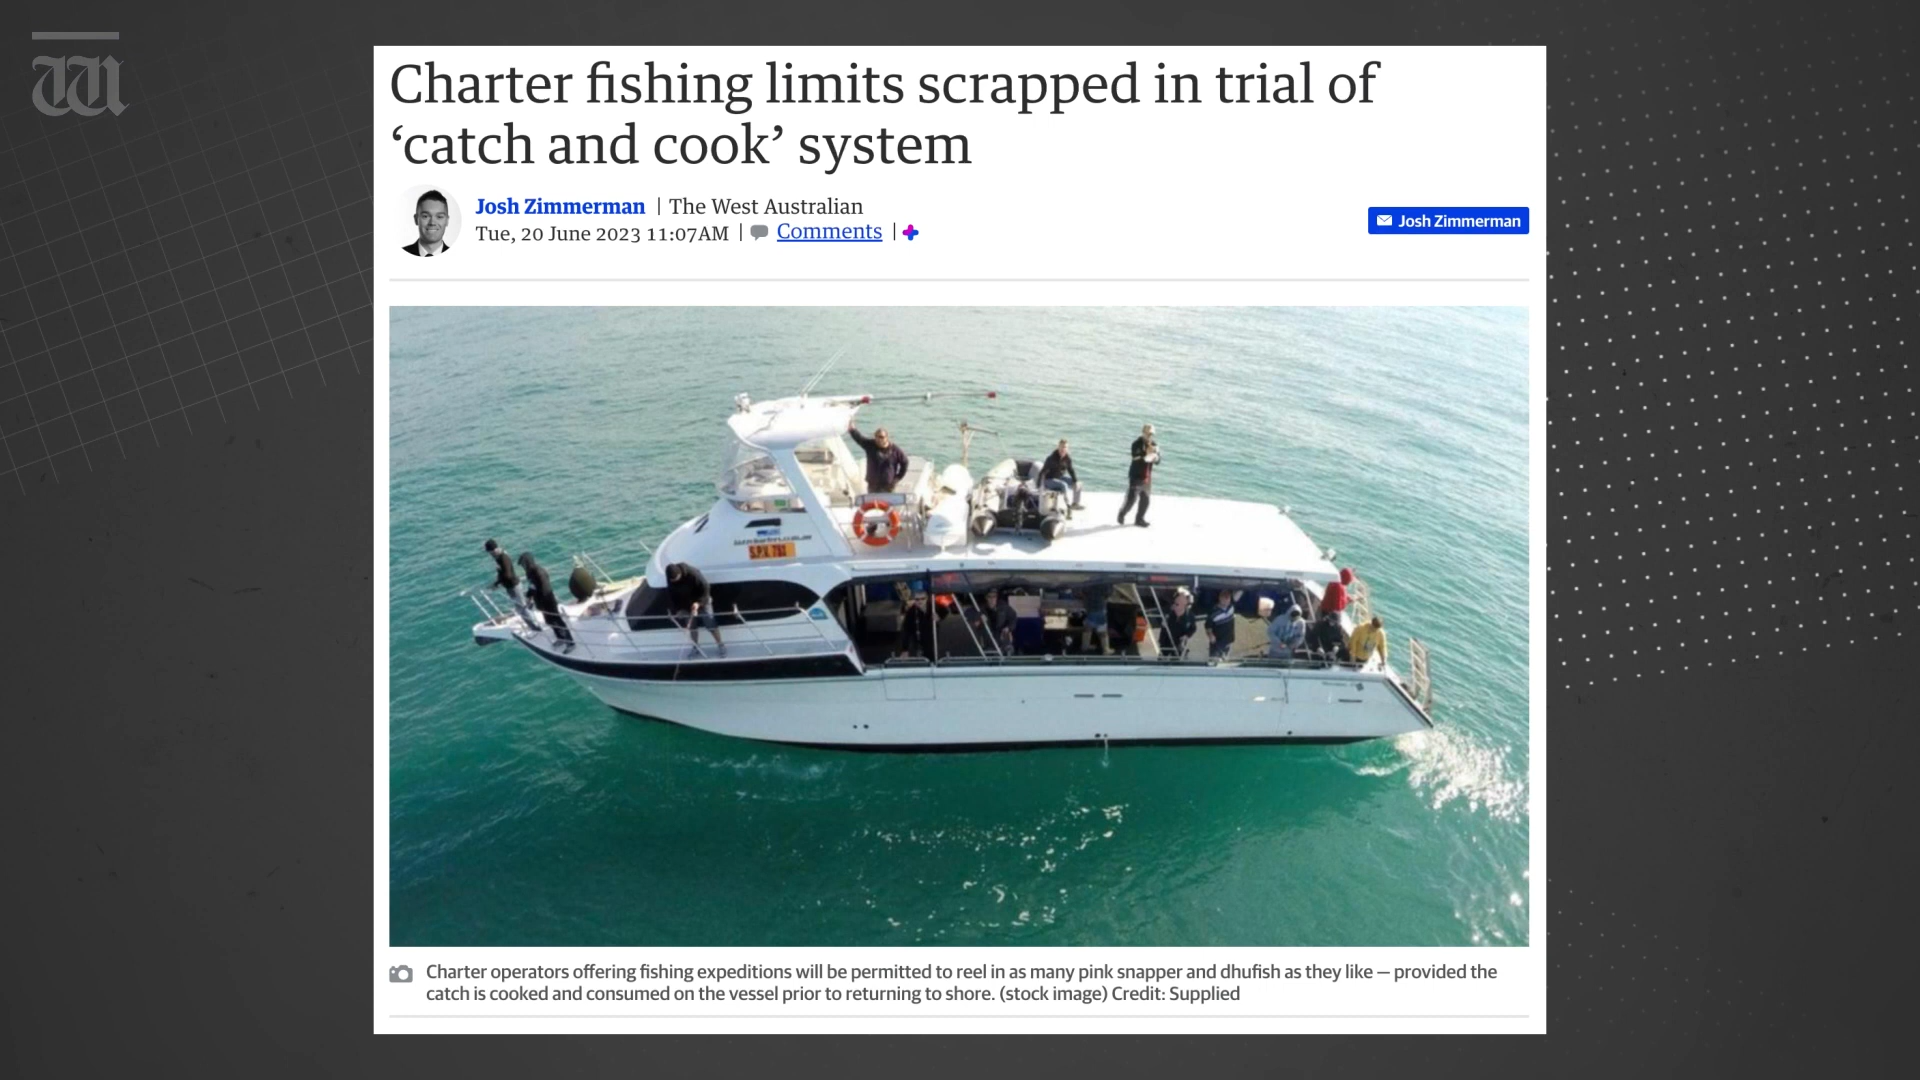 Charter fishing limits scrapped in trial of
‘catch and cook’ system
Josh Zimmerman | The West Australian
Tue, 20 June 2023 11:07AM | Comments |
Josh Zimmerman
S.P.V. 781
Charter operators offering fishing expeditions will be permitted to reel in as many pink snapper and dhufish as they like — provided the
catch is cooked and consumed on the vessel prior to returning to shore. (stock image) Credit: Supplied